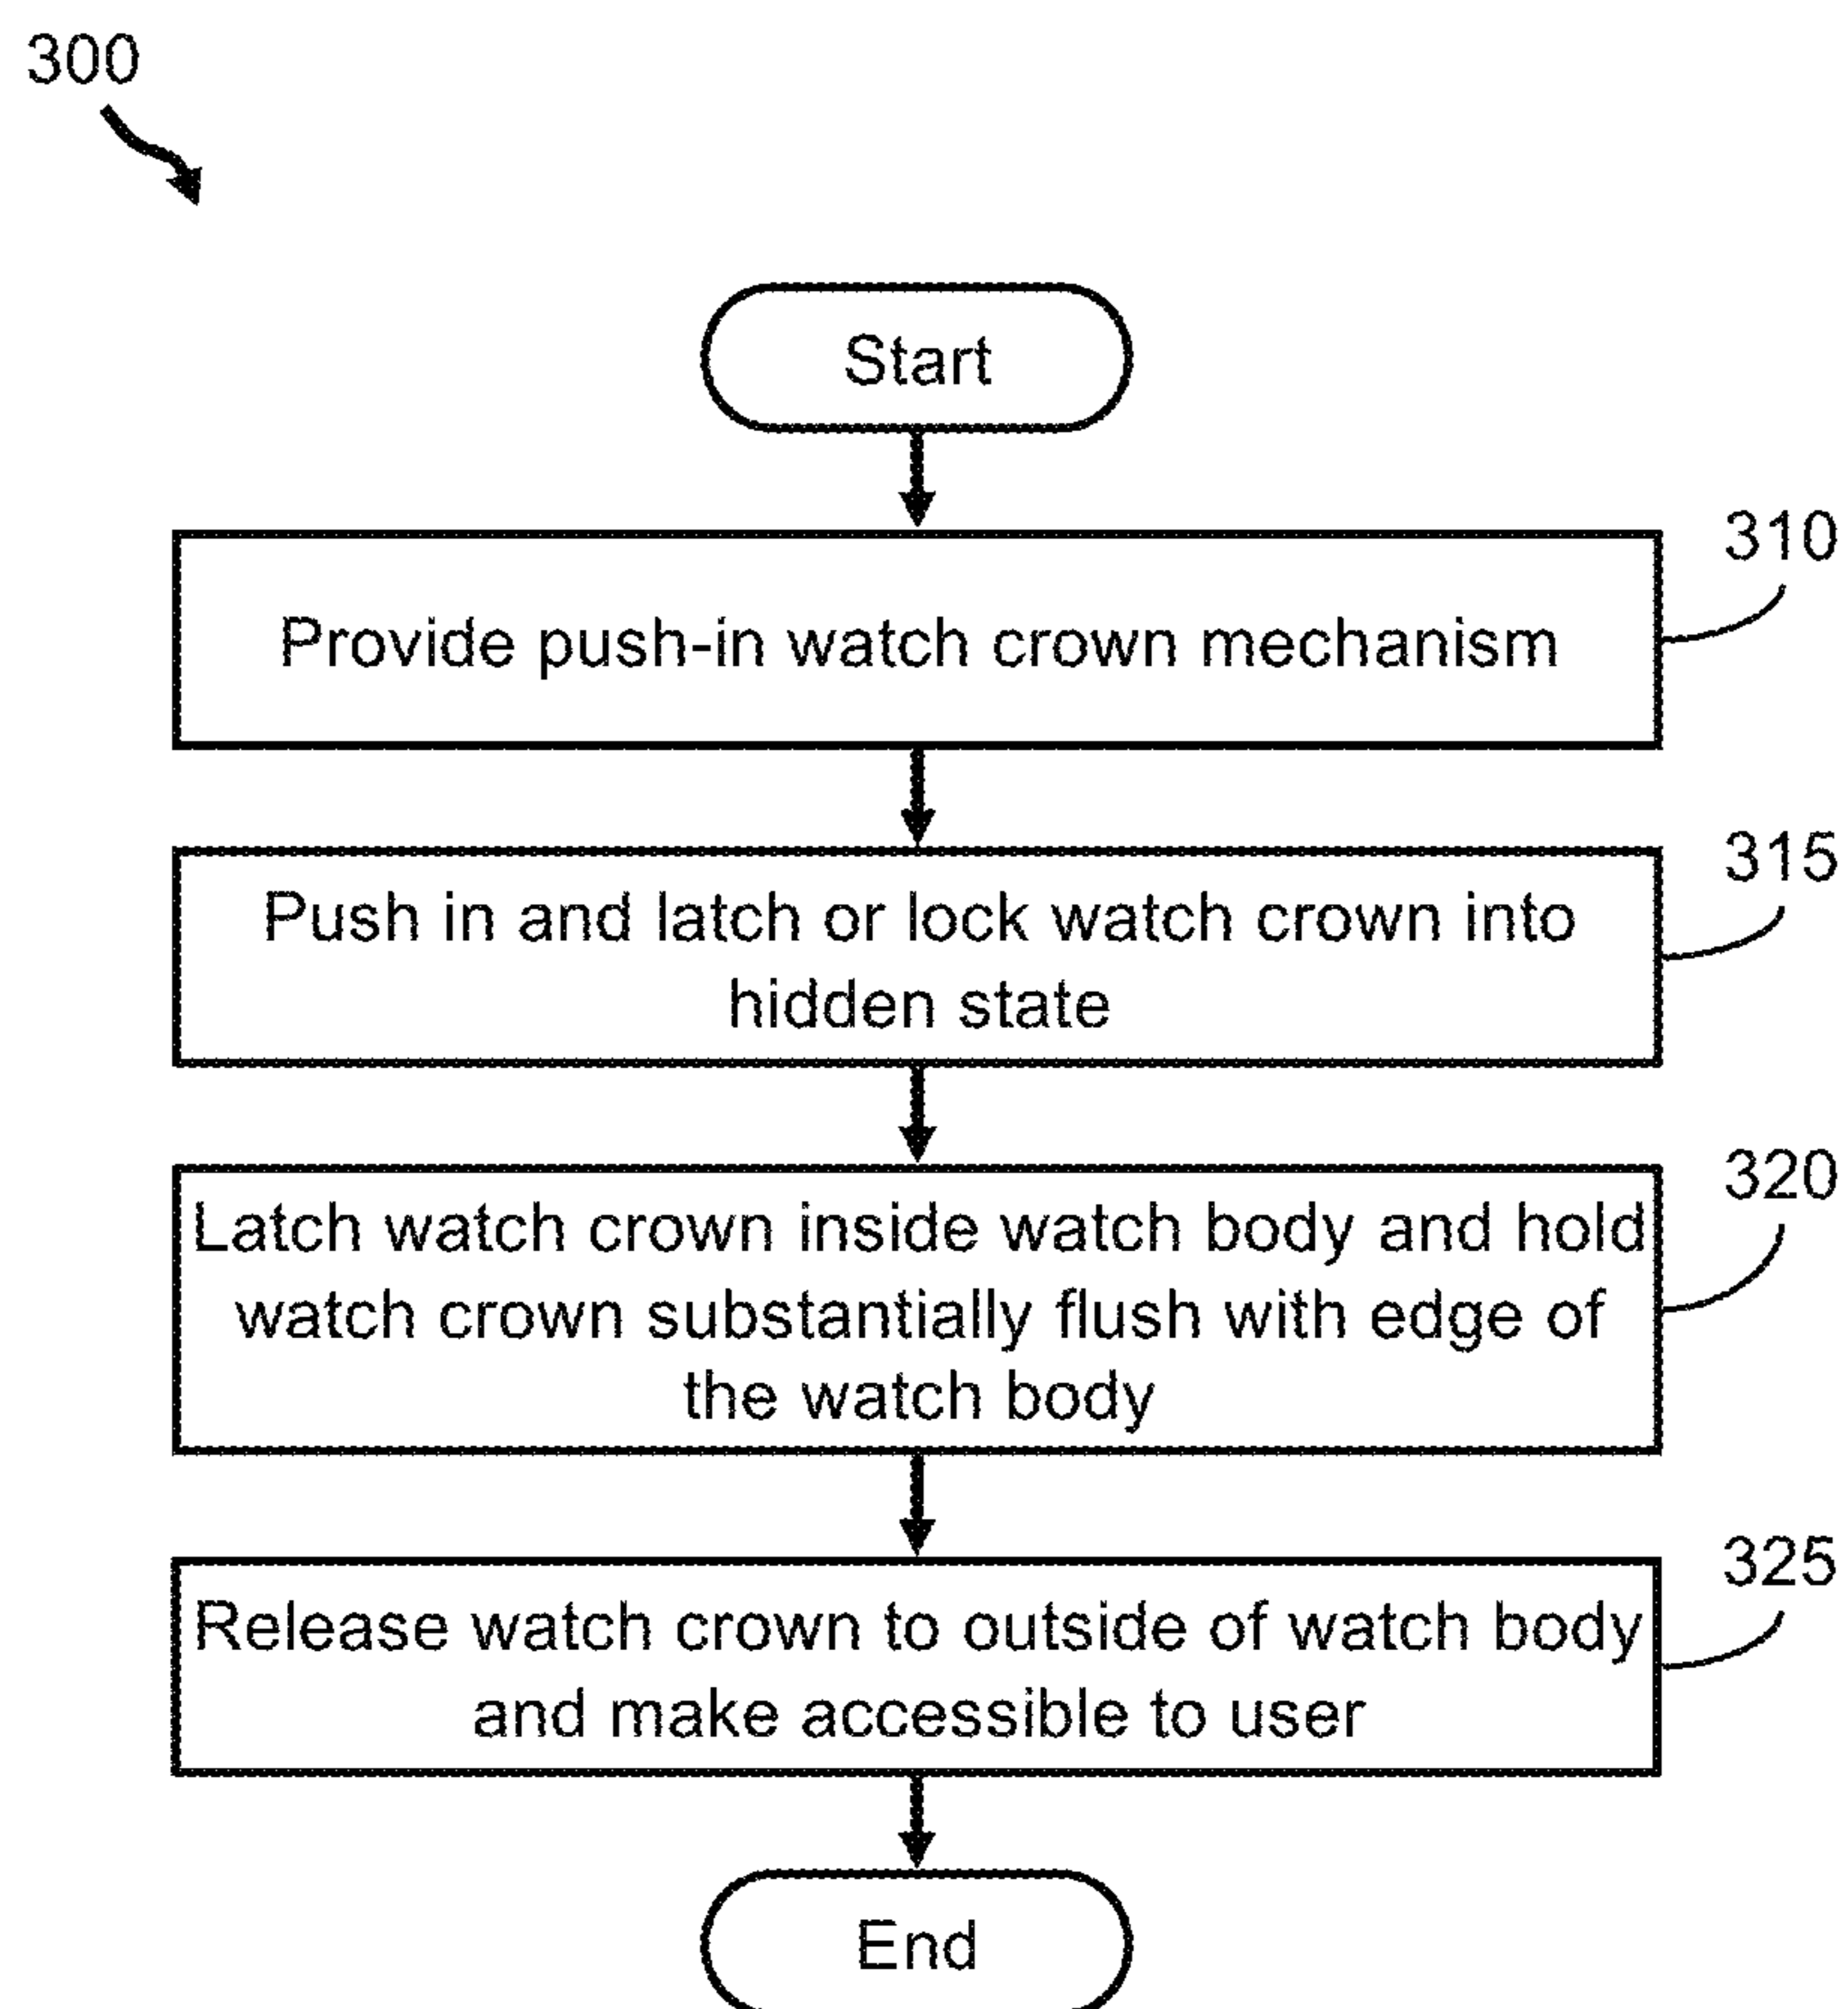 300
Start
310
Provide push-in watch crown mechanism
315
Push in and latch or lock watch crown into
hidden state
320
Latch watch crown inside watch body and hold
watch crown substantially flush with edge of
the watch body
325
Release watch crown to outside of watch body
and make accessible to user
End